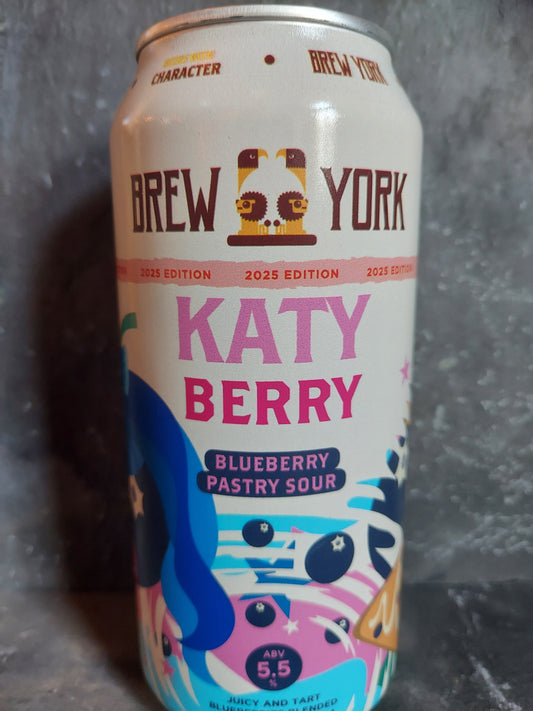 CHARACTER
BREW YORK
BREW YORK
2025 EDITION 2025 EDITION 2025 EDITION
KATY
BERRY
BLUEBERRY
PASTRY SOUR
ABV
5.5
%
JUICY AND TART
BLENDED